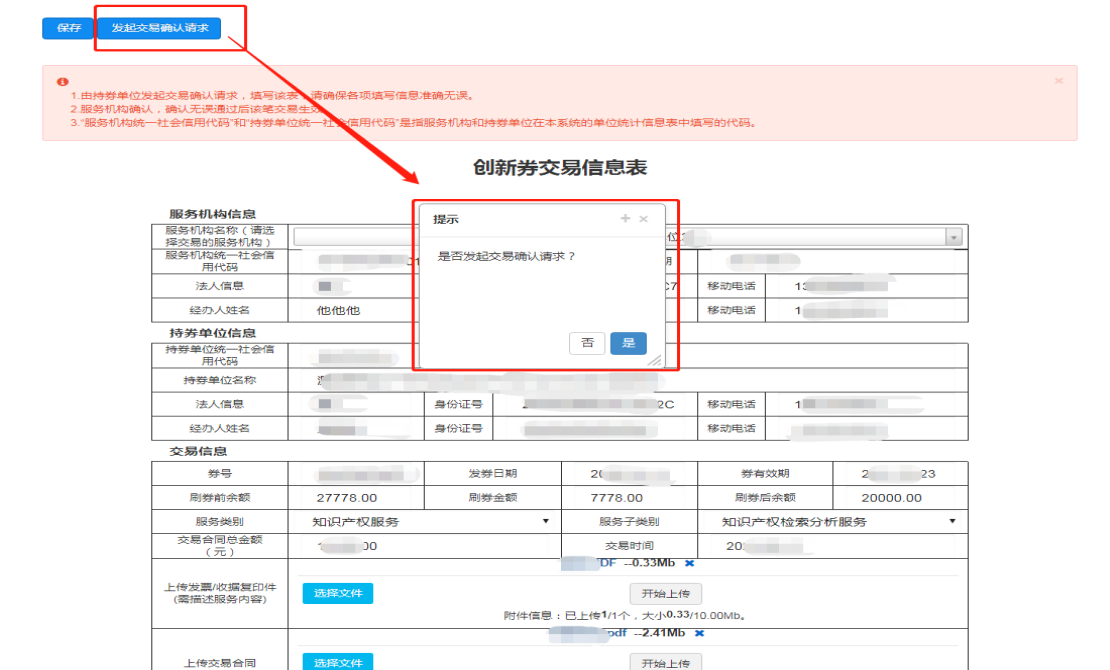 保存 发起交易确认请求
1.由持券单位发起交易确认请求，填写该表，请确保各项填写信息准确无误。
2.服务机构确认，确认无误通过后该笔交易生效
3.“服务机构统一社会信用代码”和“持券单位统一社会信用代码”是指服务机构和持券单位在本系统的单位统计信息表中填写的代码。
创新券交易信息表
提示
是否发起交易确认请求？
否 是
服务机构信息
服务机构名称（请选
择交易的服务机构）
服务机构统一社会信
用代码
法人信息 移动电话
经办人姓名 他他他 移动电话
持券单位信息
持券单位统一社会信
用代码
持券单位名称
法人信息 身份证号 2C 移动电话
经办人姓名 身份证号 移动电话
交易信息
券号 发券日期 券有效期 23
刷券前余额 27778.00 刷券金额 7778.00 刷券后余额 20000.00
服务类别 知识产权服务 服务子类别 知识产权检索分析服务
交易合同总金额
（元） 00 交易时间 20
DF --0.33Mb
上传发票/收据复印件
(需描述服务内容) 选择文件 开始上传
附件信息：已上传1/1个，大小0.33/10.00Mb。
pdf --2.41Mb
上传交易合同 选择文件 开始上传